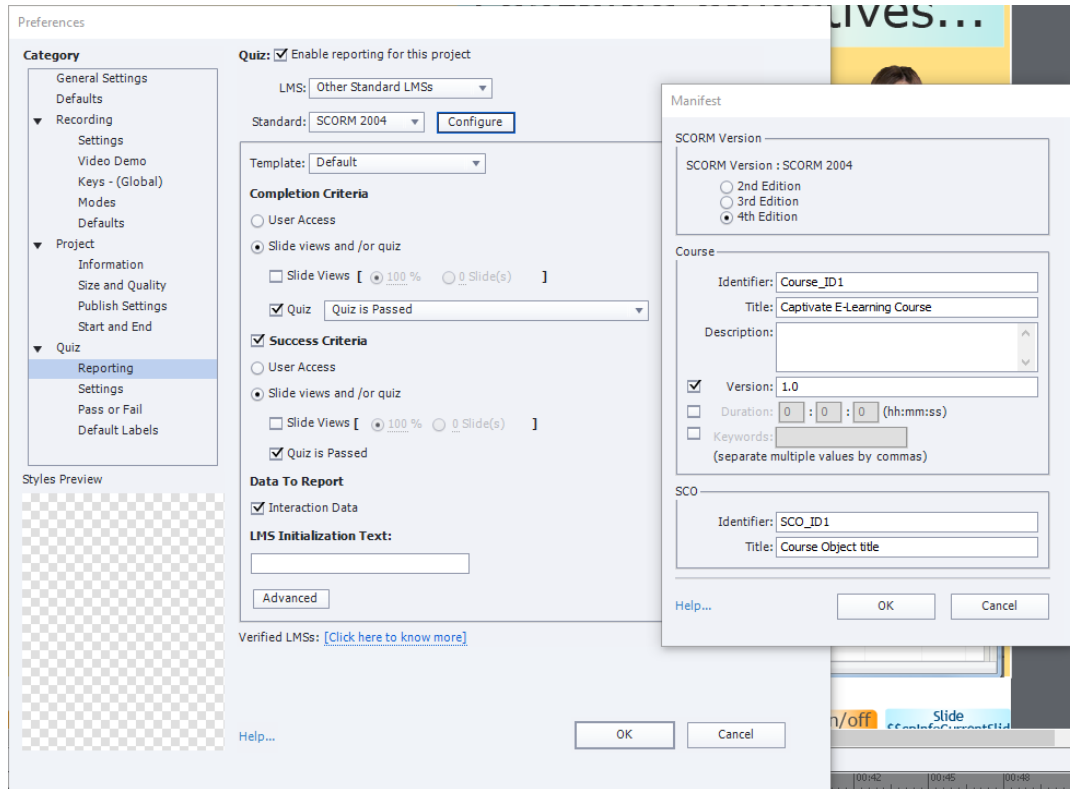 ives...
Preferences
Category
General Settings
Defaults
Recording
Settings
Video Demo
Keys - (Global)
Modes
Defaults
Project
Information
Size and Quality
Publish Settings
Start and End
Quiz
Reporting
Settings
Pass or Fail
Default Labels
Styles Preview
Quiz: Enable reporting for this project
LMS: Other Standard LMSs
Standard: SCORM 2004 Configure
Template: Default
Completion Criteria
User Access
Slide views and /or quiz
Slide Views [ 100 % 0 Slide(s) ]
Quiz Quiz is Passed
Success Criteria
User Access
Slide views and /or quiz
Slide Views [ 100 % 0 Slide(s) ]
Quiz is Passed
Data To Report
Interaction Data
LMS Initialization Text:
Advanced
Verified LMSs: [Click here to know more]
Help... OK Cancel
Manifest
SCORM Version
SCORM Version : SCORM 2004
2nd Edition
3rd Edition
4th Edition
Course
Identifier: Course_ID1
Title: Captivate E-Learning Course
Description:
Version: 1.0
Duration: 0 : 0 : 0 (hh:mm:ss)
Keywords:
(separate multiple values by commas)
SCO
Identifier: SCO_ID1
Title: Course Object title
Help... OK Cancel
n/off
Slide
00:42 00:45 00:48